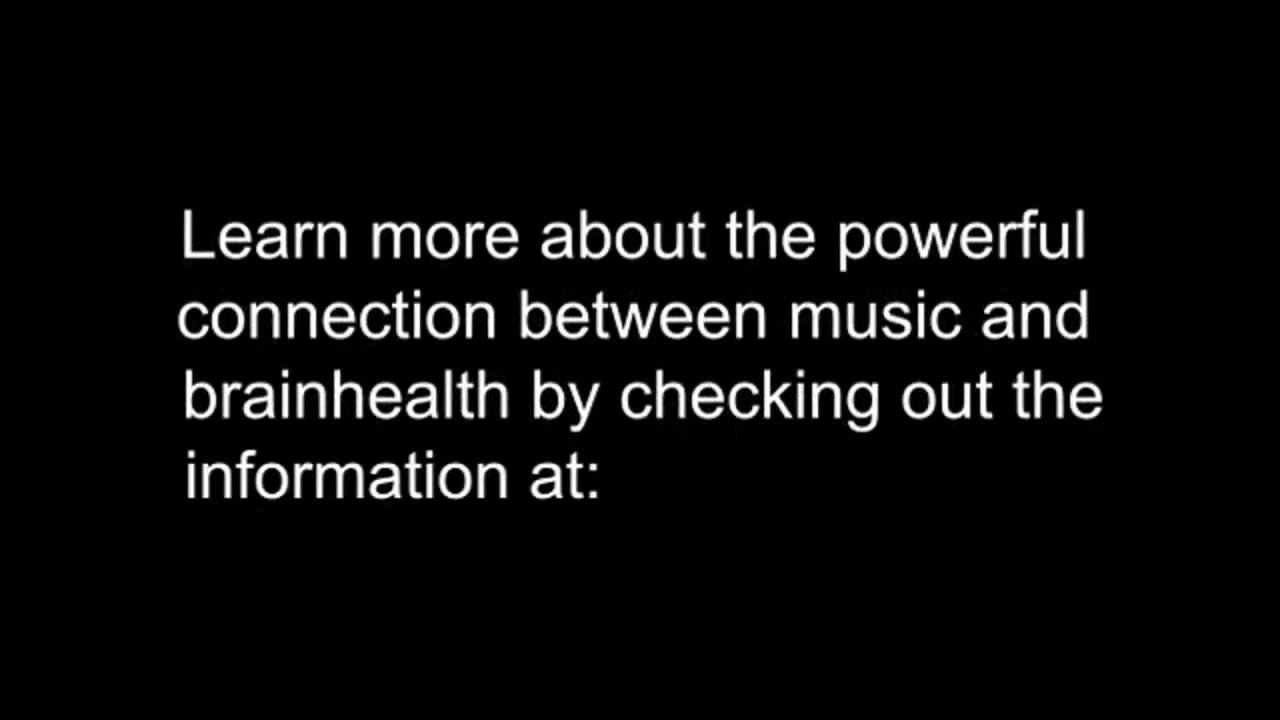 Learn more about the powerful
connection between music and
brainhealth by checking out the
information at: